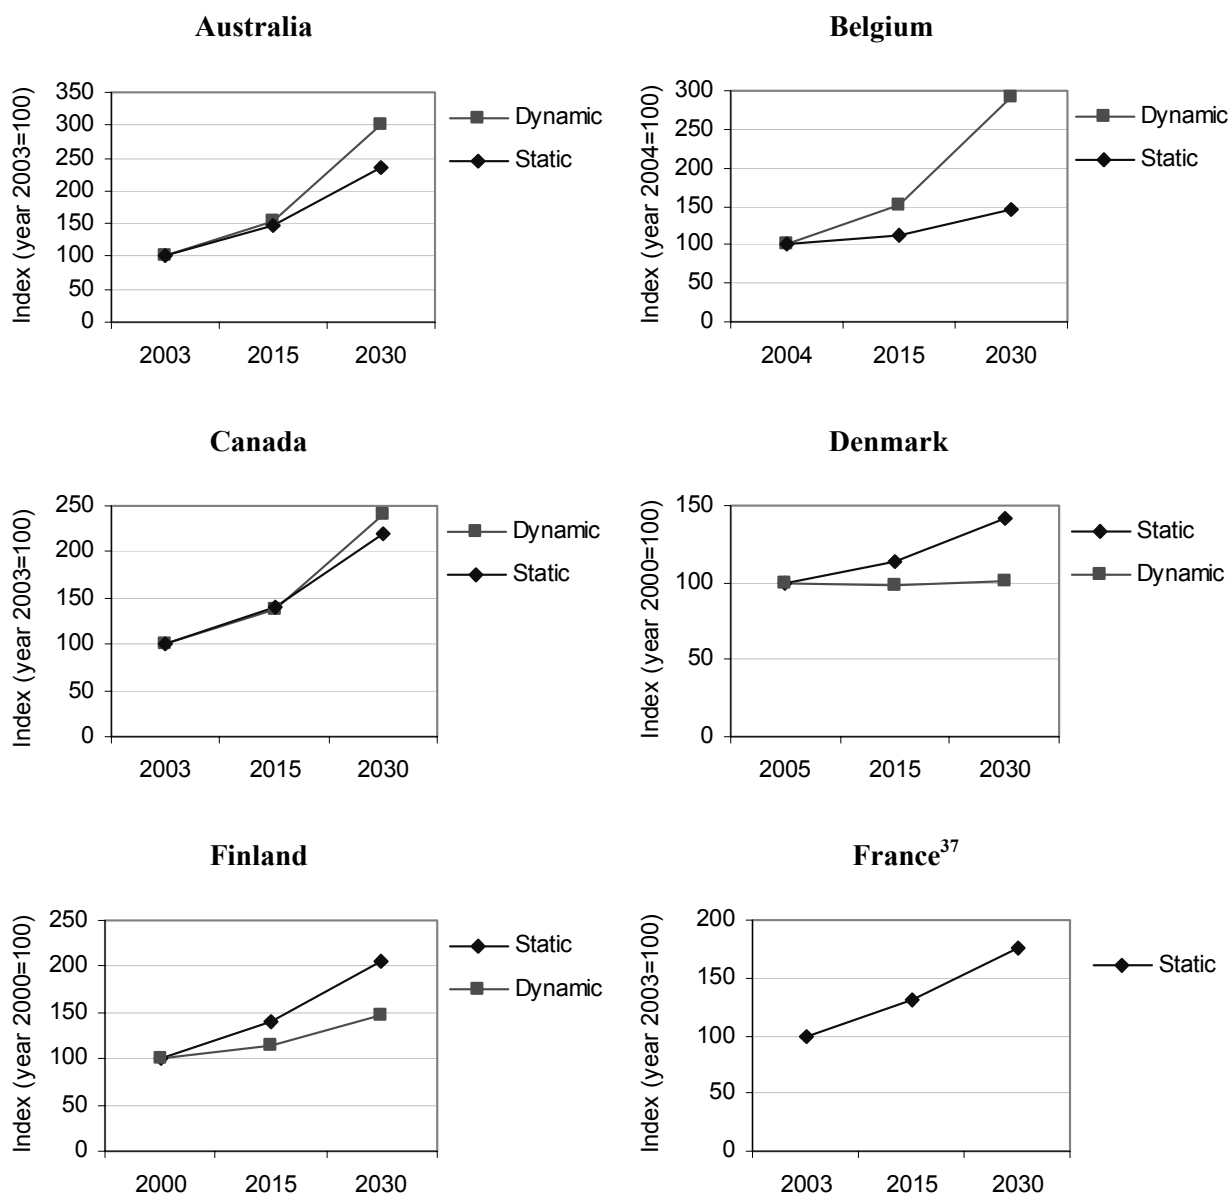 Australia
Index (year 2003=100)
350
300
250
200
150
100
50
0
2003 2015 2030
Dynamic
Static
Belgium
Index (year 2004=100)
300
250
200
150
100
50
0
2004 2015 2030
Dynamic
Static
Canada
Index (year 2003=100)
250
200
150
100
50
0
2003 2015 2030
Dynamic
Static
Denmark
Index (year 2000=100)
150
100
50
0
2005 2015 2030
Static
Dynamic
Finland
Index (year 2000=100)
250
200
150
100
50
0
2000 2015 2030
Static
Dynamic
France37
Index (year 2003=100)
200
150
100
50
0
2003 2015 2030
Static